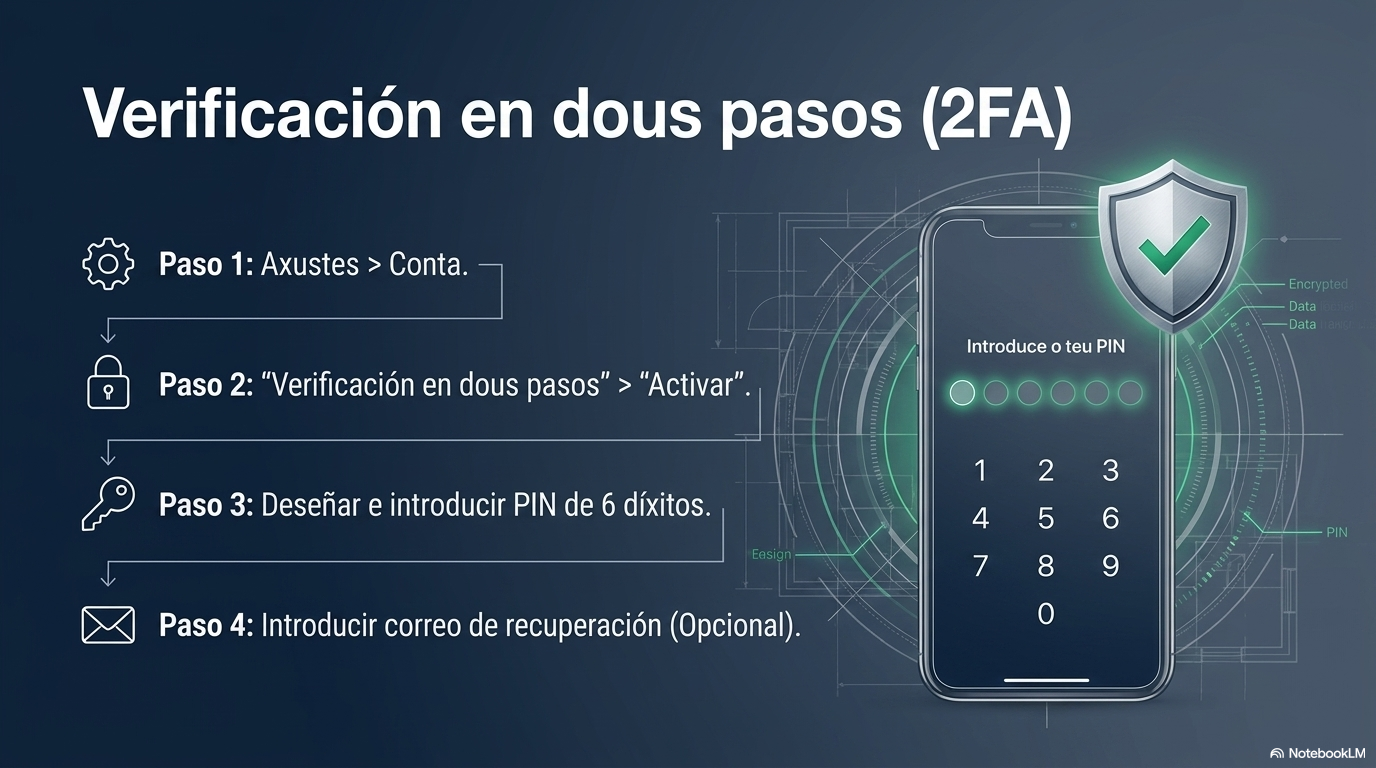 Verificación en dous pasos (2FA)
Paso 1: Axustes > Conta.
Paso 2: “Verificación en dous pasos” > “Activar”.
Paso 3: Deseñar e introducir PIN de 6 díxitos.
Paso 4: Introducir correo de recuperación (Opcional).
Introduce o teu PIN
1 2 3
4 5 6
7 8 9
0
Encrypted
Data
Data
PIN
NotebookLM